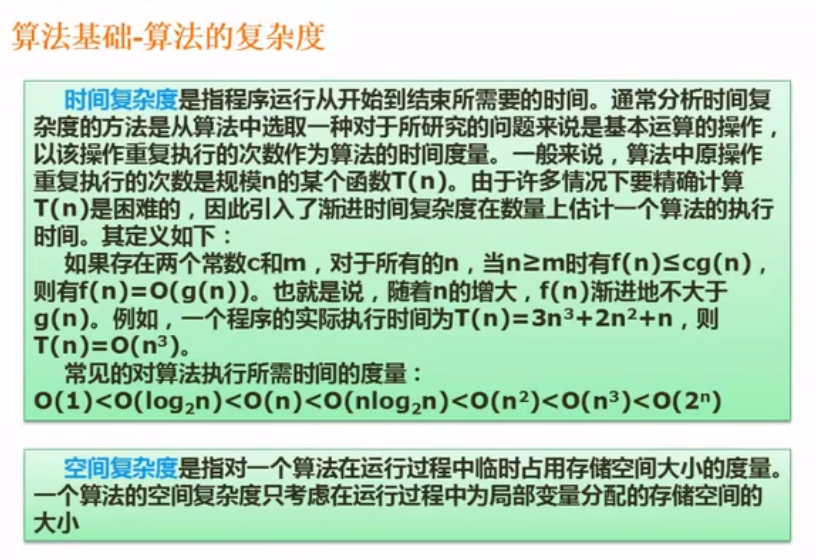 算法基础-算法的复杂度
时间复杂度是指程序运行从开始到结束所需要的时间。通常分析时间复
杂度的方法是从算法中选取一种对于所研究的问题来说是基本运算的操作，
以该操作重复执行的次数作为算法的时间度量。一般来说，算法中原操作
重复执行的次数是规模n的某个函数T(n)。由于许多情况下要精确计算
T(n)是困难的，因此引入了渐进时间复杂度在数量上估计一个算法的执行
时间。其定义如下：
如果存在两个常数c和m，对于所有的n，当n≥m时有f(n)≤cg(n)，
则有f(n)=O(g(n))。也就是说，随着n的增大，f(n)渐进地不大于
g(n)。例如，一个程序的实际执行时间为T(n)=3n³+2n²+n，则
T(n)=O(n³)。
常见的对算法执行所需时间的度量：
O(1)<O(log₂n)<O(n)<O(nlog₂n)<O(n²)<O(n³)<O(2ⁿ)
空间复杂度是指对一个算法在运行过程中临时占用存储空间大小的度量。
一个算法的空间复杂度只考虑在运行过程中为局部变量分配的存储空间的
大小